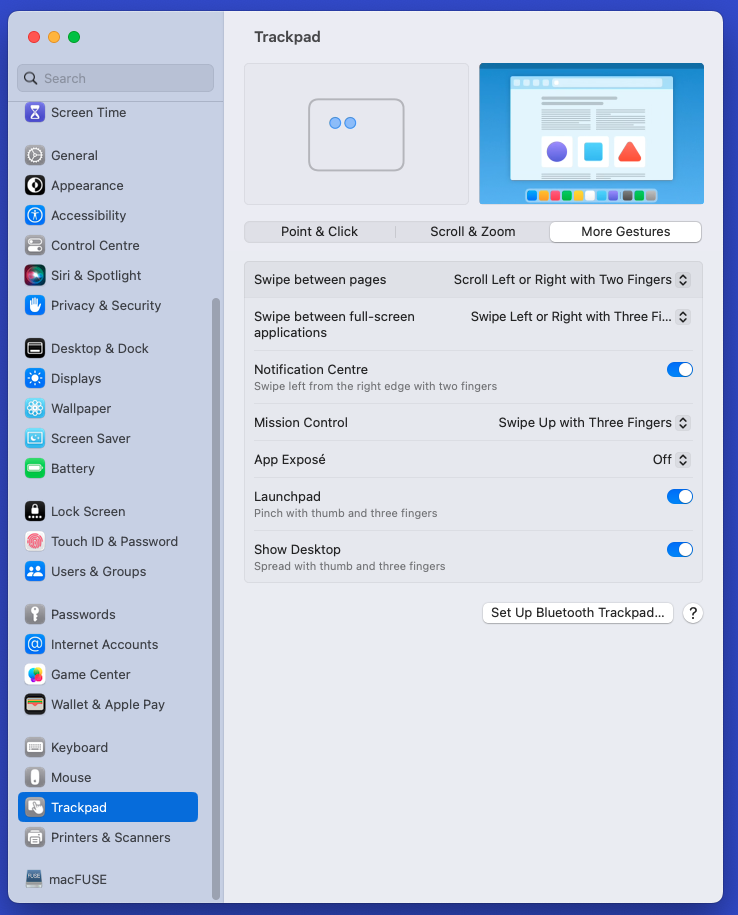 Search
Screen Time
General
Appearance
Accessibility
Control Centre
Siri & Spotlight
Privacy & Security
Desktop & Dock
Displays
Wallpaper
Screen Saver
Battery
Lock Screen
Touch ID & Password
Users & Groups
Passwords
Internet Accounts
Game Center
Wallet & Apple Pay
Keyboard
Mouse
Trackpad
Printers & Scanners
FUSE macFUSE
Trackpad
Point & Click Scroll & Zoom More Gestures
Swipe between pages Scroll Left or Right with Two Fingers
Swipe between full-screen Swipe Left or Right with Three Fi...
applications
Notification Centre
Swipe left from the right edge with two fingers
Mission Control Swipe Up with Three Fingers
App Exposé Off
Launchpad
Pinch with thumb and three fingers
Show Desktop
Spread with thumb and three fingers
Set Up Bluetooth Trackpad... ?